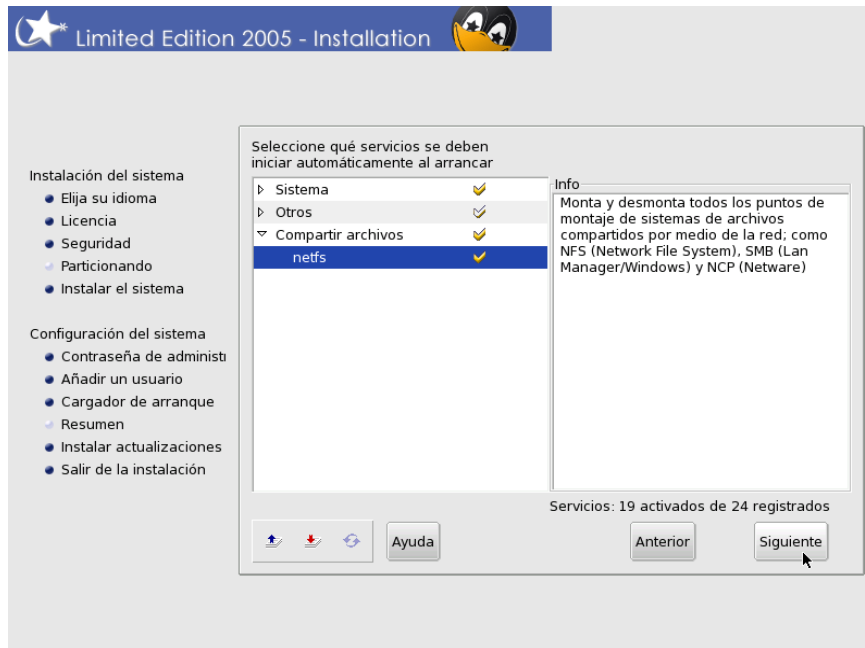 Limited Edition 2005 - Installation
Instalación del sistema
Elija su idioma
Licencia
Seguridad
Particionando
Instalar el sistema
Configuración del sistema
Contraseña de administ
Añadir un usuario
Cargador de arranque
Resumen
Instalar actualizaciones
Salir de la instalación
Seleccione qué servicios se deben
iniciar automáticamente al arrancar
Sistema
Otros
Compartir archivos
netfs
Info
Monta y desmonta todos los puntos de
montaje de sistemas de archivos
compartidos por medio de la red; como
NFS (Network File System), SMB (Lan
Manager/Windows) y NCP (Netware)
Servicios: 19 activados de 24 registrados
Ayuda
Anterior
Siguiente